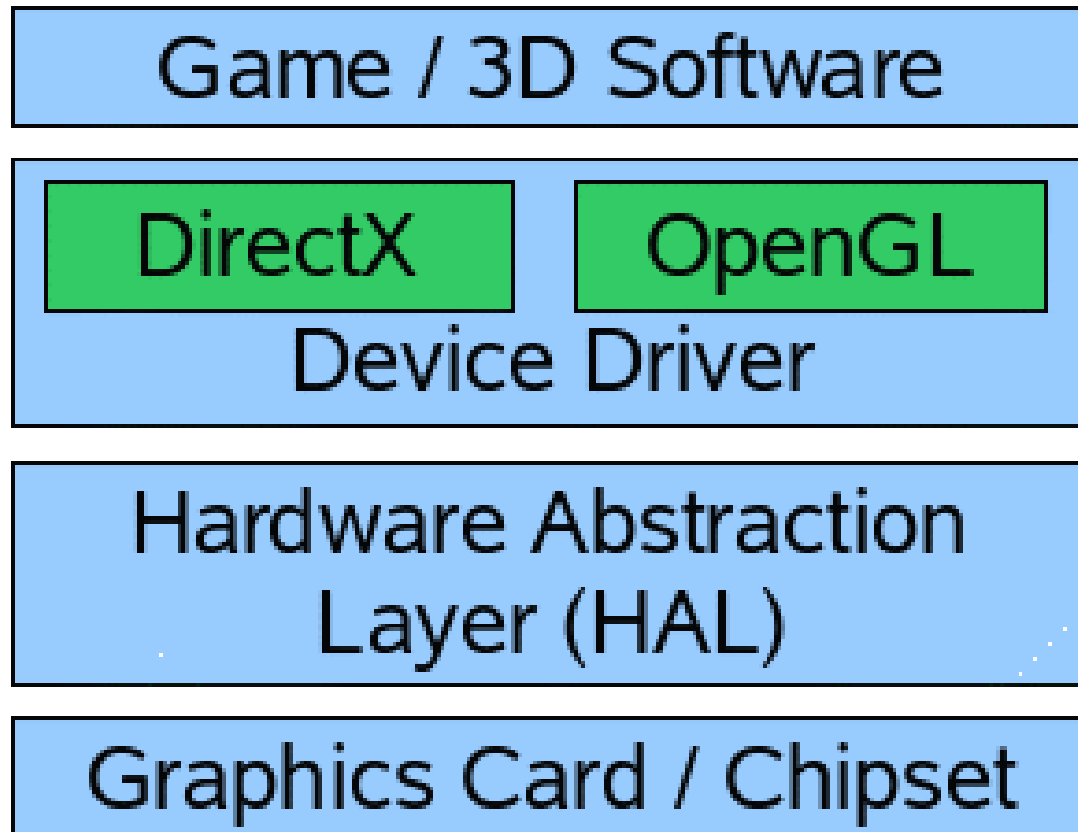 Game / 3D Software
DirectX OpenGL
Device Driver
Hardware Abstraction
Layer (HAL)
Graphics Card / Chipset